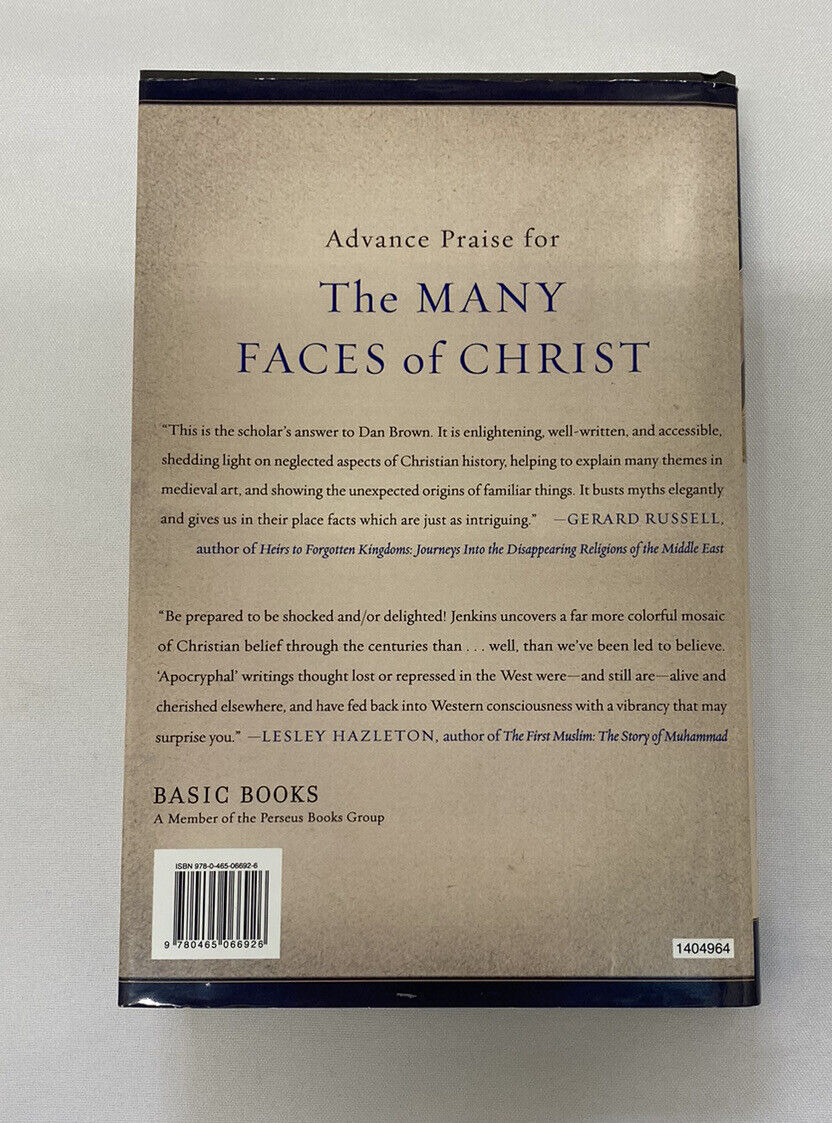 Advance Praise for
The MANY
FACES of CHRIST
“This is the scholar’s answer to Dan Brown. It is enlightening, well-written, and accessible,
shedding light on neglected aspects of Christian history, helping to explain many themes in
medieval art, and showing the unexpected origins of familiar things. It busts myths elegantly
and gives us in their place facts which are just as intriguing.” —GERARD RUSSELL,
author of Heirs to Forgotten Kingdoms: Journeys Into the Disappearing Religions of the Middle East
“Be prepared to be shocked and/or delighted! Jenkins uncovers a far more colorful mosaic
of Christian belief through the centuries than . . . well, than we’ve been led to believe.
‘Apocryphal’ writings thought lost or repressed in the West were—and still are—alive and
cherished elsewhere, and have fed back into Western consciousness with a vibrancy that may
surprise you.” —LESLEY HAZLETON, author of The First Muslim: The Story of Muhammad
BASIC BOOKS
A Member of the Perseus Books Group
ISBN 978-0-465-06692-6
9 780465 066926
1404964